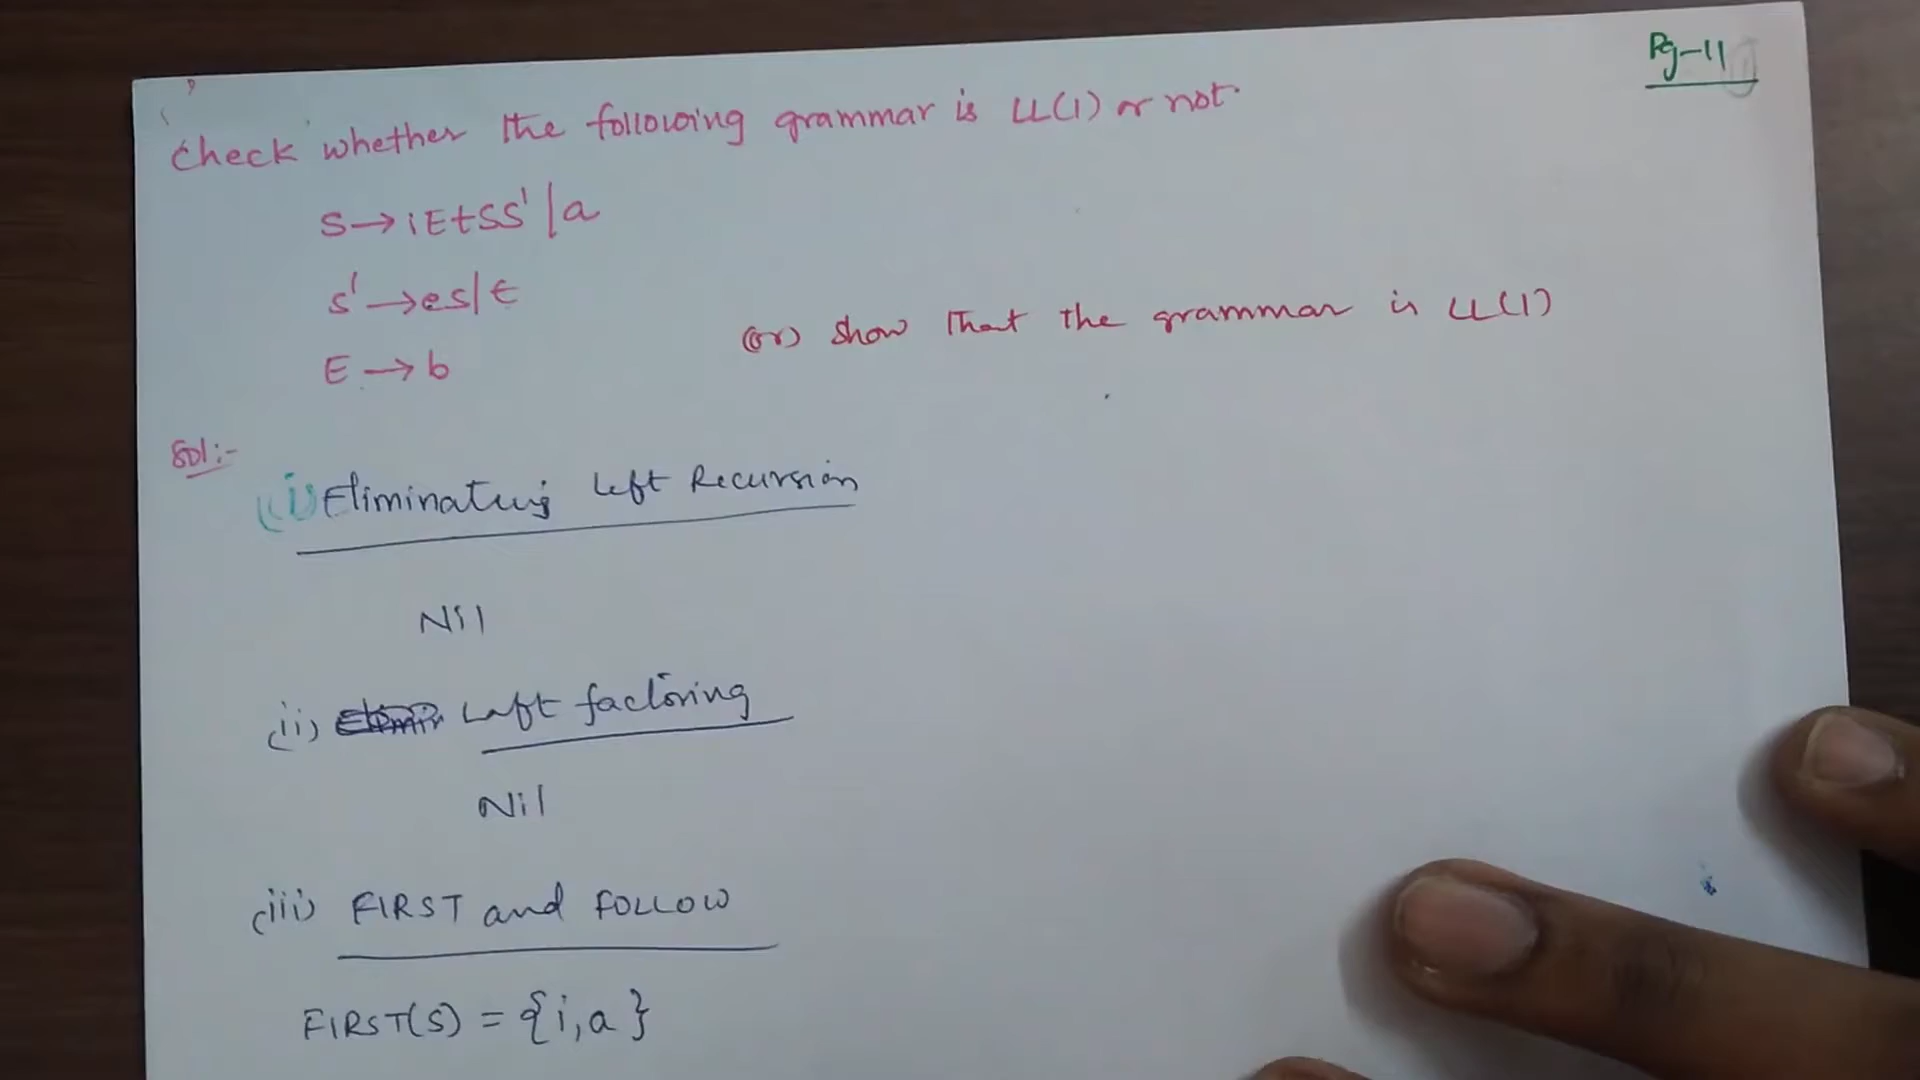 Pg-11
Check whether the following grammar is LL(1) or not.
S→iEtSS'|a
S'→eS|ϵ
E→b
(or) show that the grammar is LL(1)
Sol:-
(i) Eliminating Left Recursion
Nil
(ii) Left factoring
Nil
(iii) FIRST and FOLLOW
FIRST(S) = {i,a}